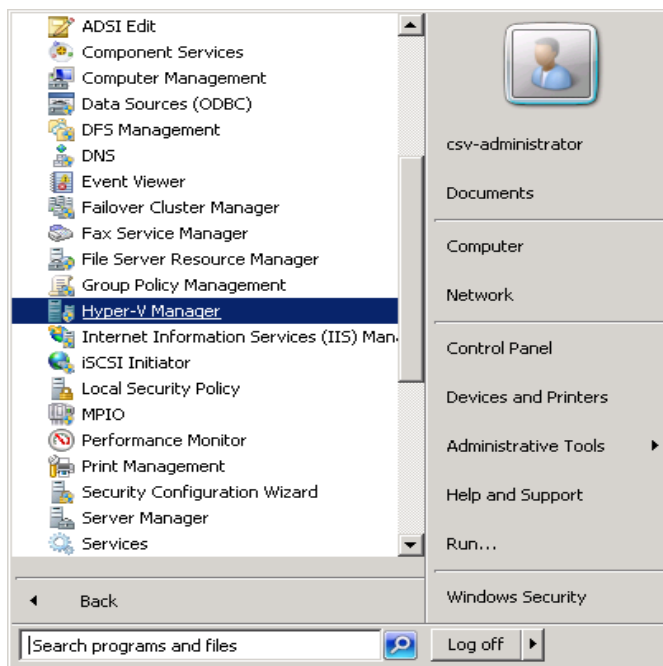 ADSI Edit
Component Services
Computer Management
Data Sources (ODBC)
DFS Management
DNS
Event Viewer
Failover Cluster Manager
Fax Service Manager
File Server Resource Manager
Group Policy Management
Hyper-V Manager
Internet Information Services (IIS) Man
iSCSI Initiator
Local Security Policy
MPIO
Performance Monitor
Print Management
Security Configuration Wizard
Server Manager
Services
Back
Search programs and files
csv-administrator
Documents
Computer
Network
Control Panel
Devices and Printers
Administrative Tools
Help and Support
Run...
Windows Security
Log off